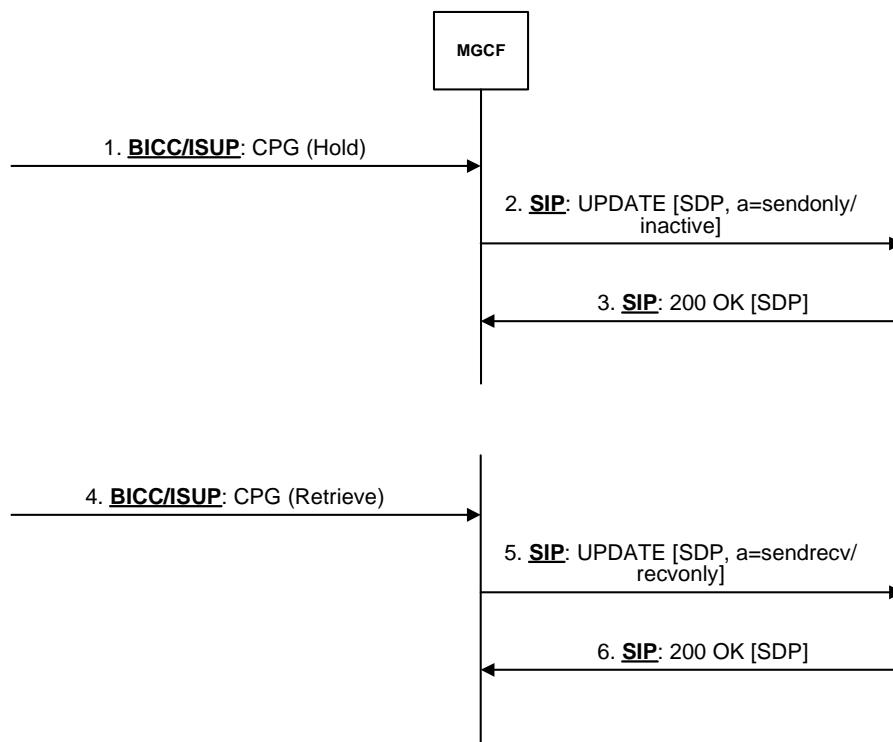 MGCF
1. BICC/ISUP: CPG (Hold)
2. SIP: UPDATE [SDP, a=sendonly/
inactive]
3. SIP: 200 OK [SDP]
4. BICC/ISUP: CPG (Retrieve)
5. SIP: UPDATE [SDP, a=sendrecv/
recvonly]
6. SIP: 200 OK [SDP]